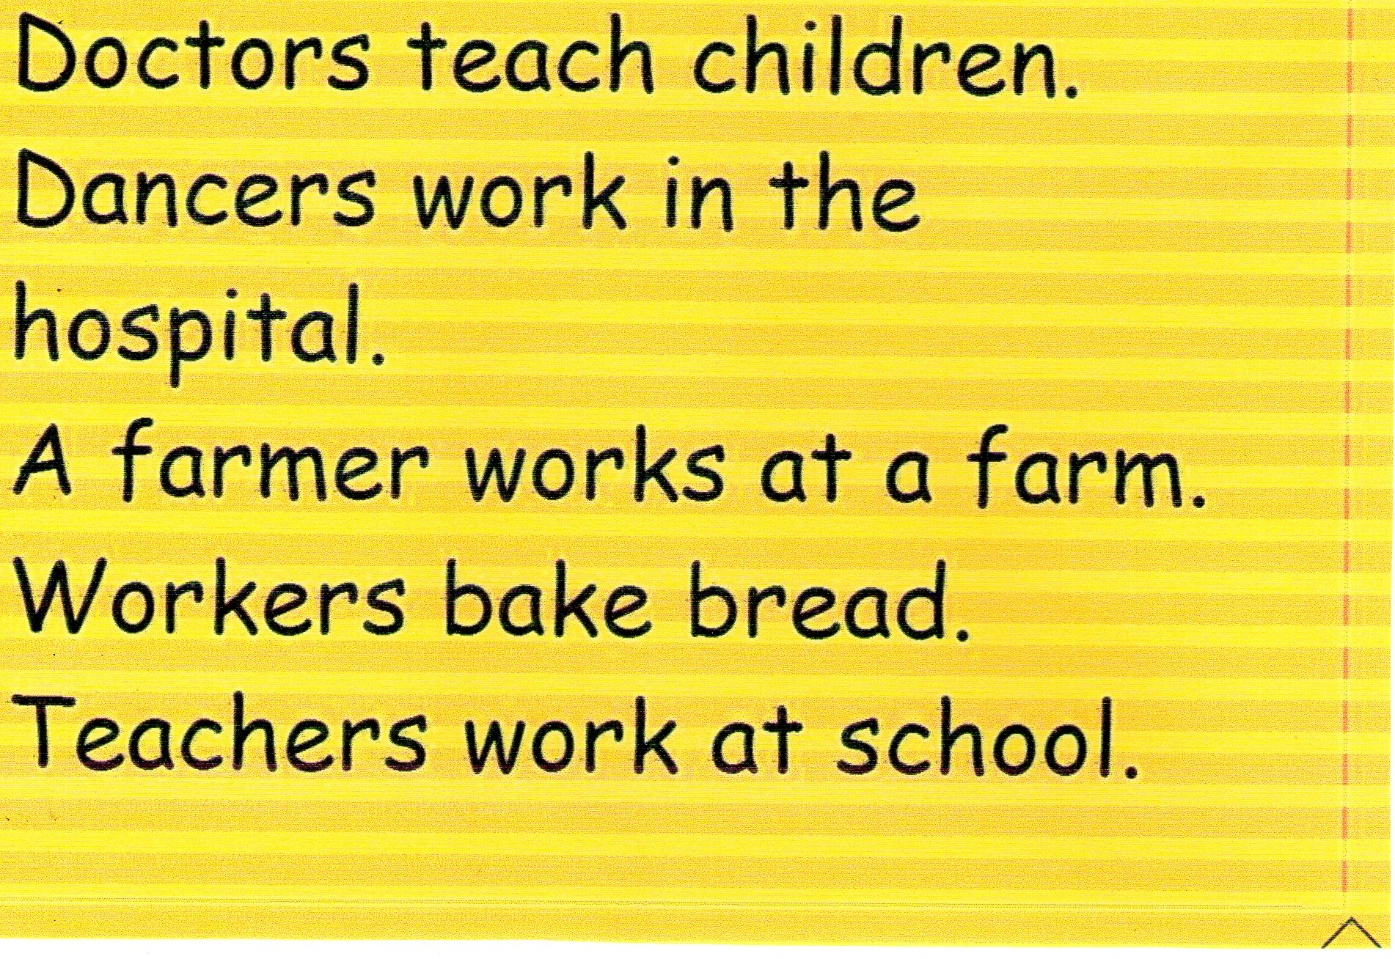 Doctors teach children.
Dancers work in the
hospital.
A farmer works at a farm.
Workers bake bread.
Teachers work at school.